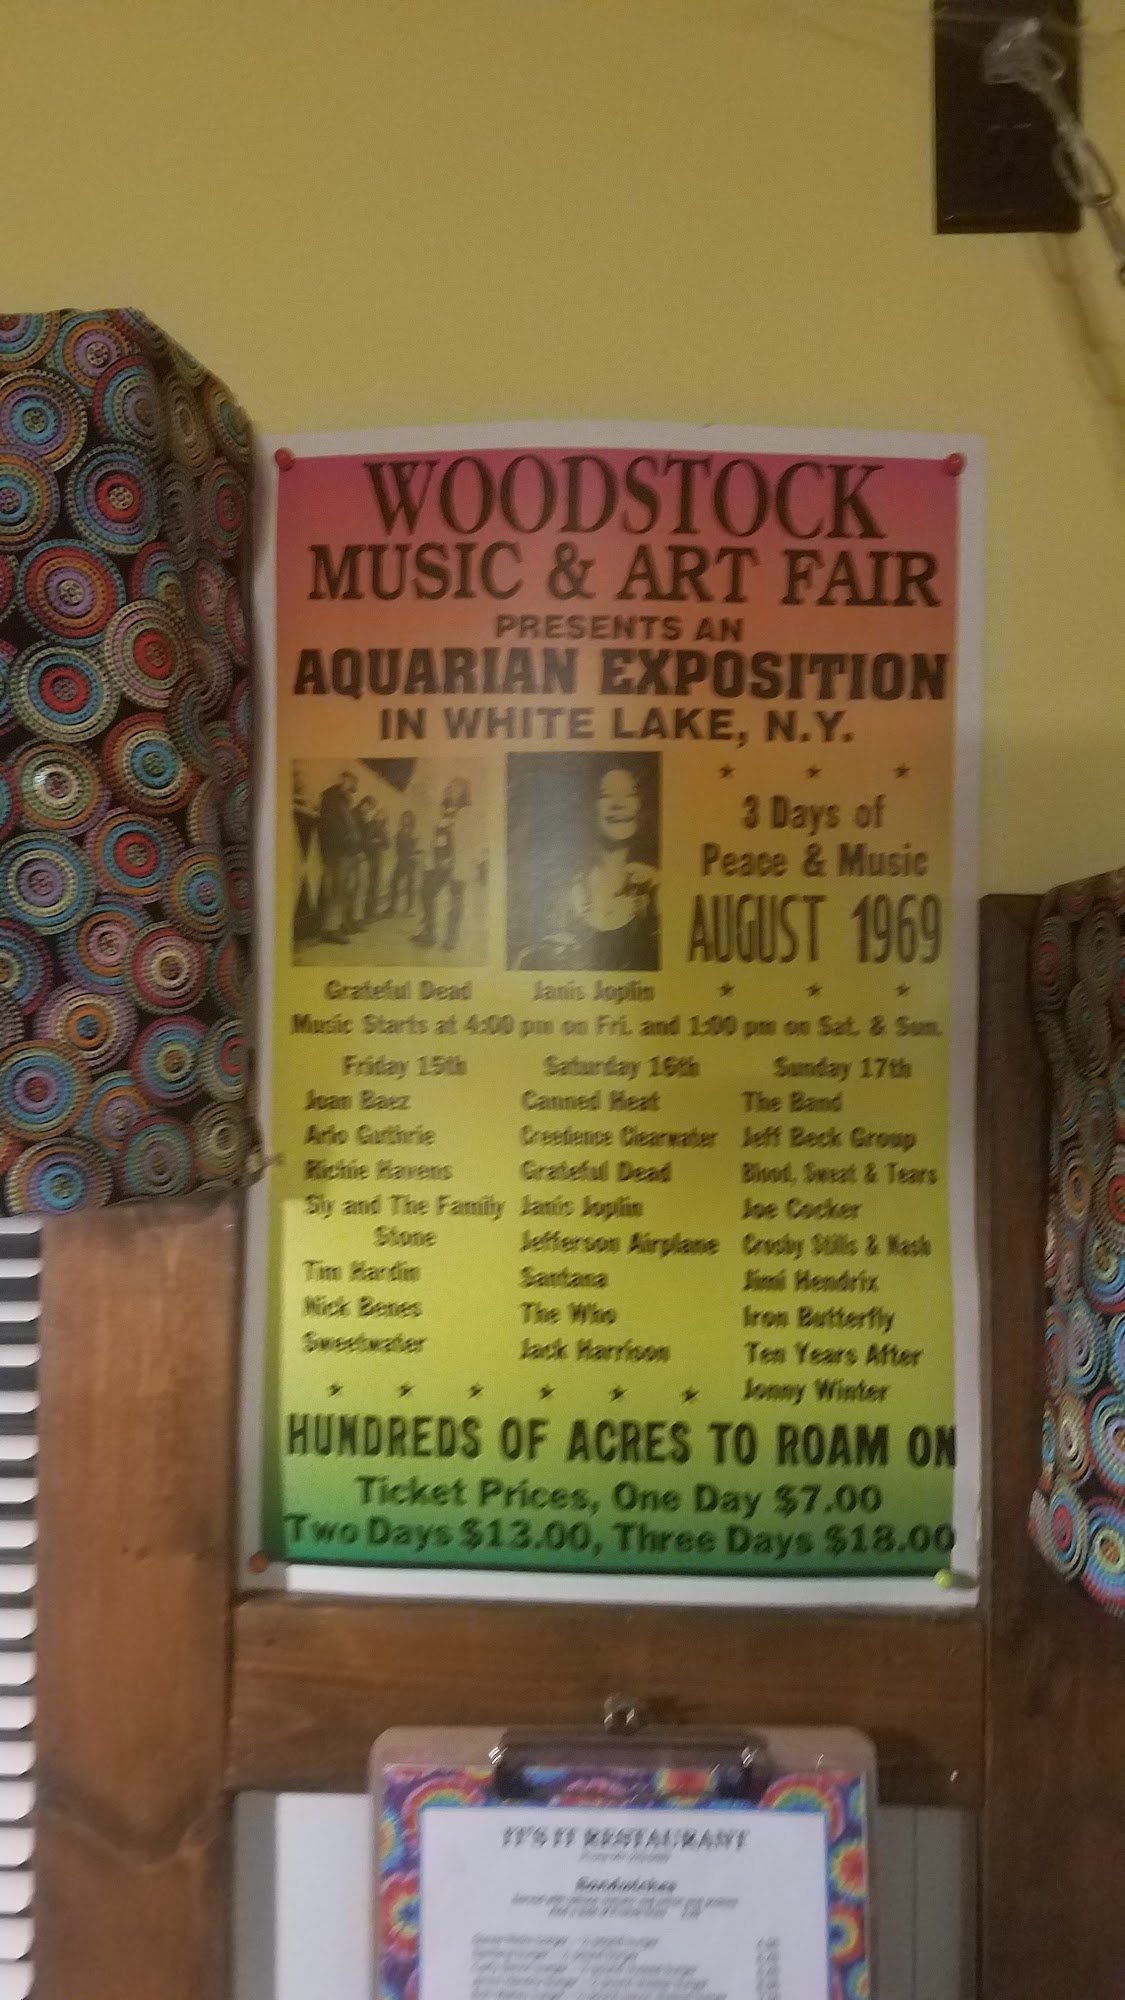 WOODSTOCK
MUSIC & ART FAIR
PRESENTS AN
AQUARIAN EXPOSITION
IN WHITE LAKE, N.Y.
3 Days of
Peace & Music
AUGUST 1969
Grateful Dead
Janis Joplin
Music Starts at 4:00 pm on Fri. and 1:00 pm on Sat. & Sun.
Friday 15th
Joan Baez
Arlo Guthrie
Richie Havens
Sly and The Family
Stone
Tim Hardin
Nick Benes
Sweetwater
Saturday 16th
Canned Heat
Creedence Clearwater
Grateful Dead
Janis Joplin
Jefferson Airplane
Santana
The Who
Jack Harrison
Sunday 17th
The Band
Jeff Beck Group
Blood, Sweat & Tears
Joe Cocker
Crosby Stills & Nash
Jimi Hendrix
Iron Butterfly
Ten Years After
Jonny Winter
HUNDREDS OF ACRES TO ROAM ON
Ticket Prices, One Day $7.00
Two Days $13.00, Three Days $18.00
IT'S IT RESTAURANT
Sandwiches